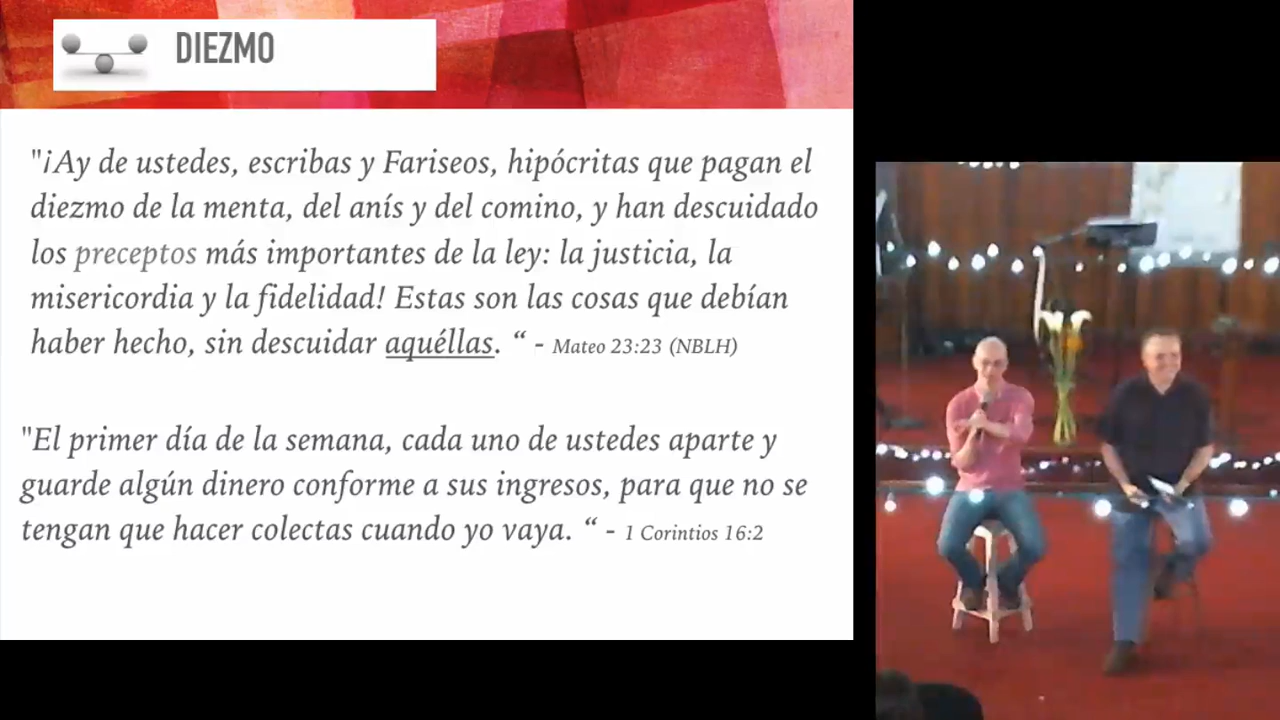 DIEZMO
"¡Ay de ustedes, escribas y Fariseos, hipócritas que pagan el
diezmo de la menta, del anís y del comino, y han descuidado
los preceptos más importantes de la ley: la justicia, la
misericordia y la fidelidad! Estas son las cosas que debían
haber hecho, sin descuidar aquéllas. “ - Mateo 23:23 (NBLH)
"El primer día de la semana, cada uno de ustedes aparte y
guarde algún dinero conforme a sus ingresos, para que no se
tengan que hacer colectas cuando yo vaya. “ - 1 Corintios 16:2